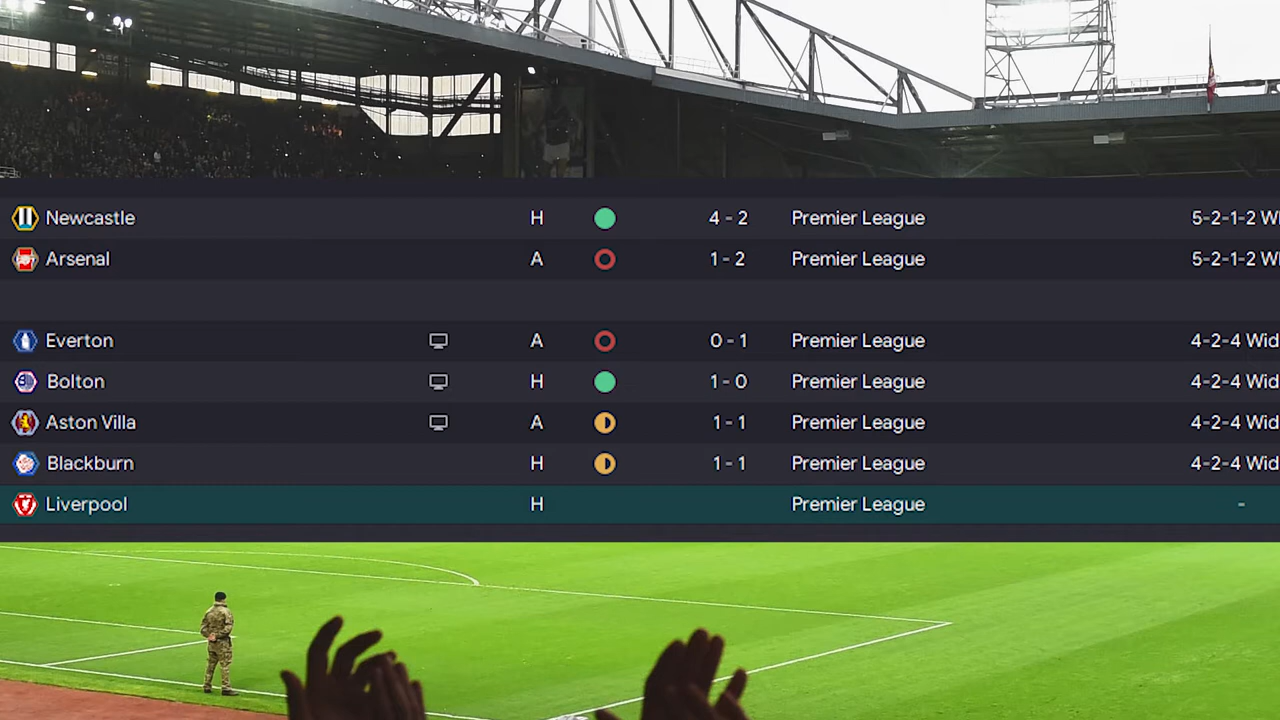 Newcastle H 4 - 2 Premier League 5-2-1-2
Arsenal A 1 - 2 Premier League 5-2-1-2
Everton A 0 - 1 Premier League 4-2-4 Wid
Bolton H 1 - 0 Premier League 4-2-4 Wid
Aston Villa A 1 - 1 Premier League 4-2-4 Wid
Blackburn H 1 - 1 Premier League 4-2-4 Wid
Liverpool H Premier League -